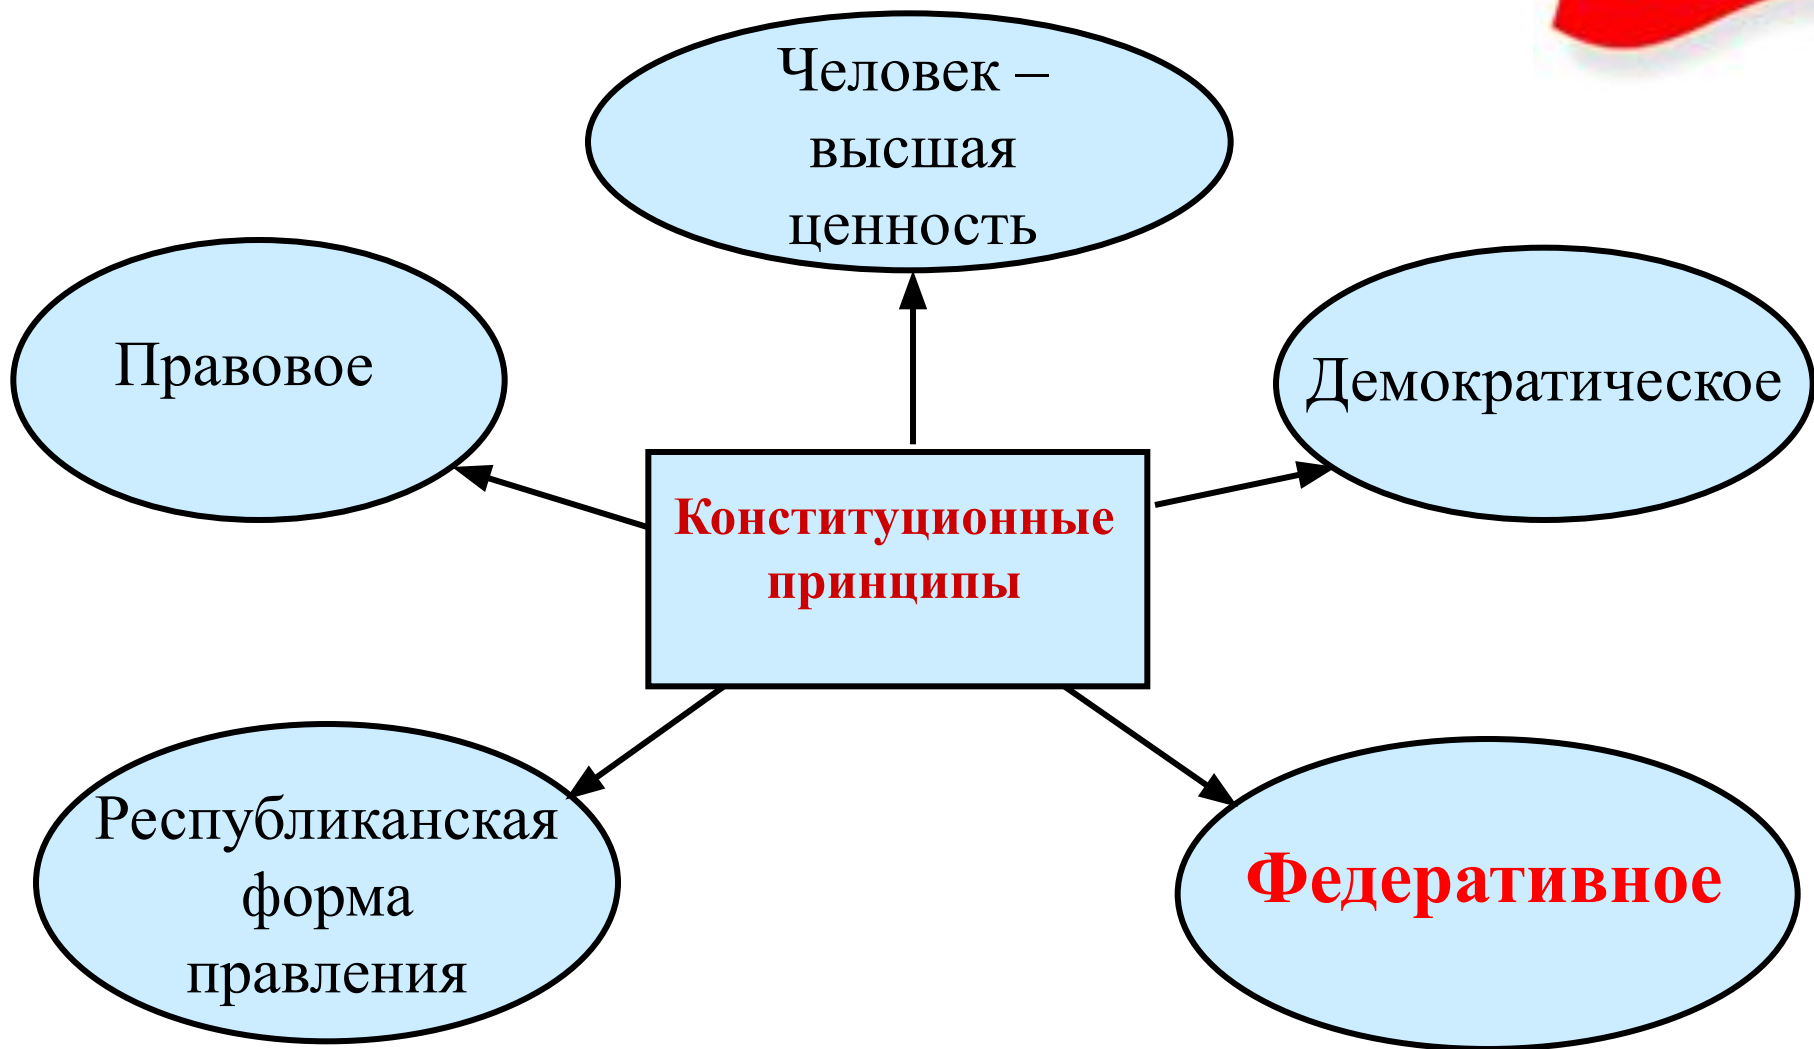 Человек –
высшая
ценность
Правовое
Демократическое
Конституционные
принципы
Республиканская
форма
правления
Федеративное